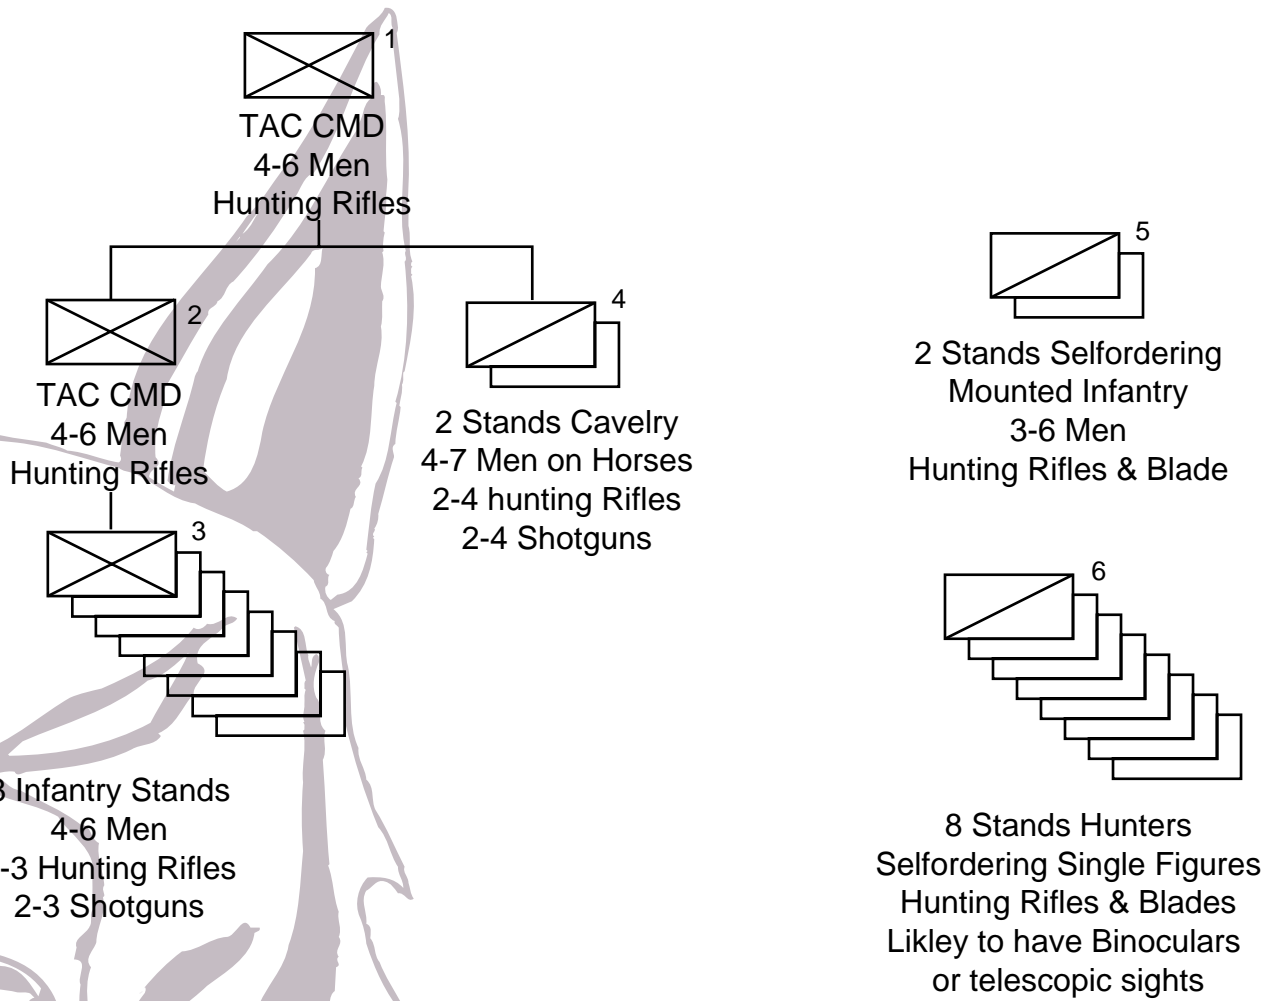 1
TAC CMD
4-6 Men
Hunting Rifles
2
TAC CMD
4-6 Men
Hunting Rifles
3
Infantry Stands
4-6 Men
-3 Hunting Rifles
2-3 Shotguns
4
2 Stands Cavelry
4-7 Men on Horses
2-4 hunting Rifles
2-4 Shotguns
5
2 Stands Selfordering
Mounted Infantry
3-6 Men
Hunting Rifles & Blade
6
8 Stands Hunters
Selfordering Single Figures
Hunting Rifles & Blades
Likley to have Binoculars
or telescopic sights